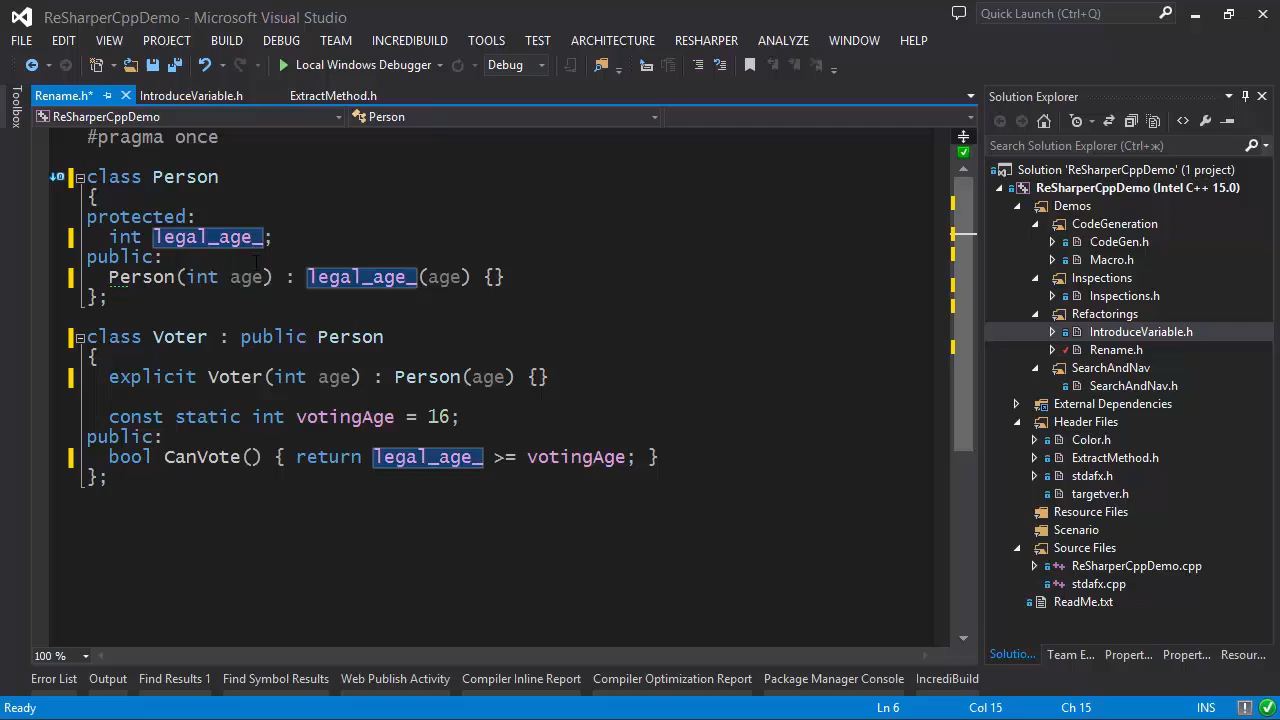 ReSharperCppDemo - Microsoft Visual Studio
Quick Launch (Ctrl+Q)
FILE EDIT VIEW PROJECT BUILD DEBUG TEAM INCREDIBUILD TOOLS TEST ARCHITECTURE RESHARPER ANALYZE WINDOW HELP
Local Windows Debugger Debug
Toolbox
Rename.h* IntroduceVariable.h ExtractMethod.h
ReSharperCppDemo Person
#pragma once
class Person
{
protected:
int legal_age_;
public:
Person(int age) : legal_age_(age) {}
};
class Voter : public Person
{
explicit Voter(int age) : Person(age) {}
const static int votingAge = 16;
public:
bool CanVote() { return legal_age_ >= votingAge; }
};
100 %
Solution Explorer
Search Solution Explorer (Ctrl+ж)
Solution 'ReSharperCppDemo' (1 project)
ReSharperCppDemo (Intel C++ 15.0)
Demos
CodeGeneration
CodeGen.h
Macro.h
Inspections
Inspections.h
Refactorings
IntroduceVariable.h
Rename.h
SearchAndNav
SearchAndNav.h
External Dependencies
Header Files
Color.h
ExtractMethod.h
stdafx.h
targetver.h
Resource Files
Scenario
Source Files
ReSharperCppDemo.cpp
stdafx.cpp
ReadMe.txt
Solutio... Team E... Propert... Propert... Resour...
Error List Output Find Results 1 Find Symbol Results Web Publish Activity Compiler Inline Report Compiler Optimization Report Package Manager Console IncrediBuild
Ready Ln 6 Col 15 Ch 15 INS